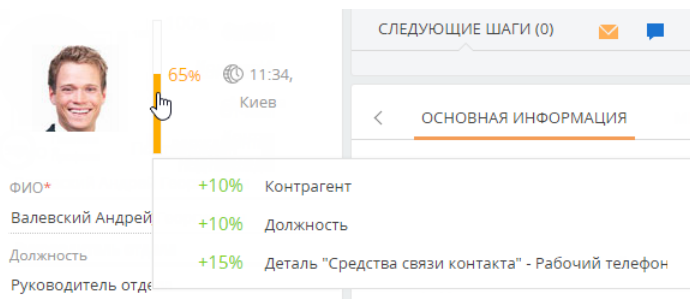 СЛЕДУЮЩИЕ ШАГИ (0)
65% 11:34,
Киев
ОСНОВНАЯ ИНФОРМАЦИЯ
ФИО*
Валевский Андрей
Должность
Руководитель отде
+10% Контрагент
+10% Должность
+15% Деталь "Средства связи контакта" - Рабочий телефон